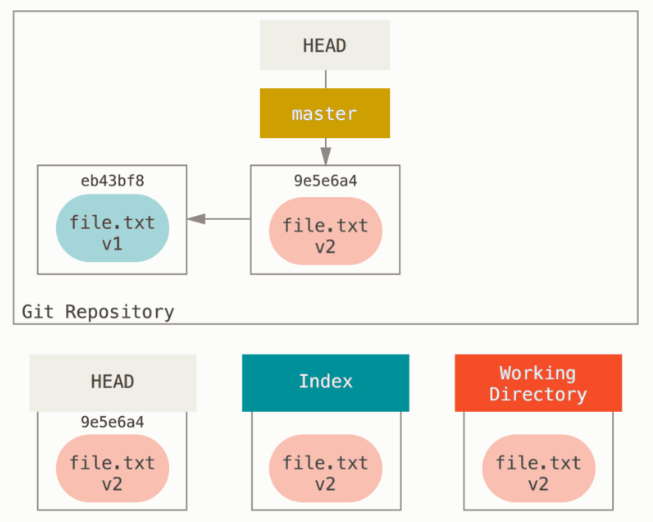 HEAD
master
eb43bf8
file.txt
v1
9e5e6a4
file.txt
v2
Git Repository
HEAD
9e5e6a4
file.txt
v2
Index
file.txt
v2
Working
Directory
file.txt
v2